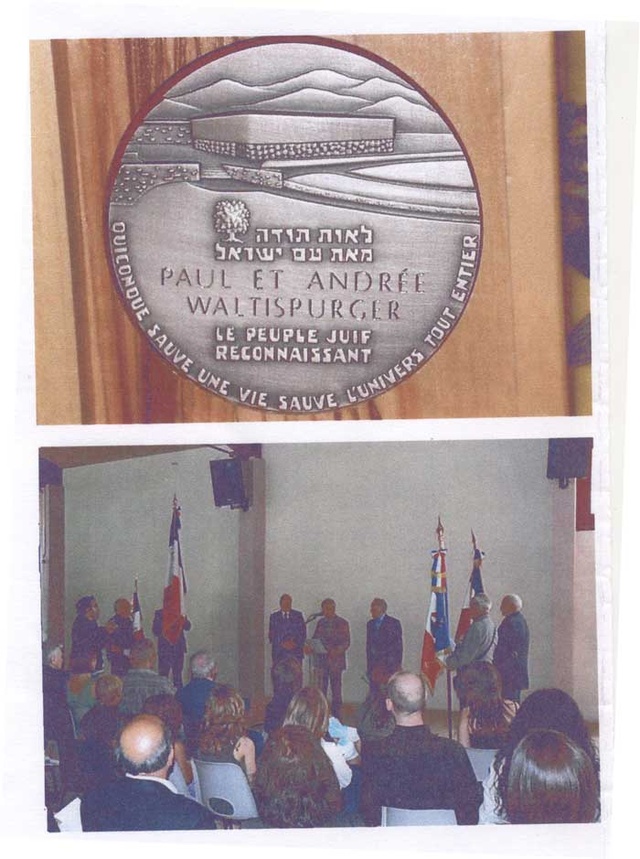 לאות תודה
מאת עם ישראל
PAUL ET ANDRÉE
WALTISPURGER
LE PEUPLE JUIF
RECONNAISSANT
QUICONQUE SAUVE UNE VIE SAUVE L'UNIVERS TOUT ENTIER